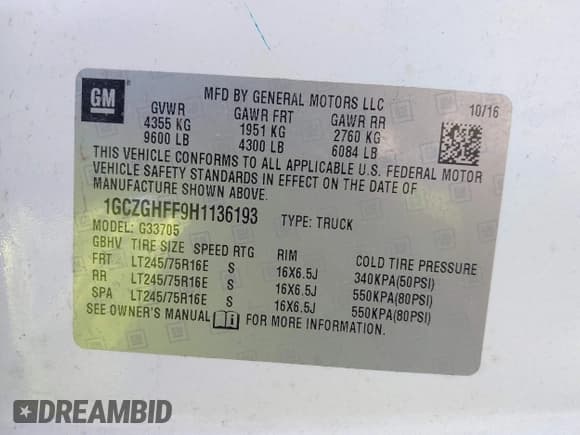 GM
MFD BY GENERAL MOTORS LLC 10/16
GVWR GAWR FRT GAWR RR
4355 KG 1951 KG 2760 KG
9600 LB 4300 LB 6084 LB
THIS VEHICLE CONFORMS TO ALL APPLICABLE U.S. FEDERAL MOTOR
VEHICLE SAFETY STANDARDS IN EFFECT ON THE DATE OF
MANUFACTURE SHOWN ABOVE.
1GCZGHFF9H1136193 TYPE: TRUCK
MODEL: G33705
GBHV TIRE SIZE SPEED RTG RIM COLD TIRE PRESSURE
FRT LT245/75R16E S 16X6.5J 340KPA(50PSI)
RR LT245/75R16E S 16X6.5J 550KPA(80PSI)
SPA LT245/75R16E S 16X6.5J 550KPA(80PSI)
SEE OWNER'S MANUAL FOR MORE INFORMATION.
DREAMBID